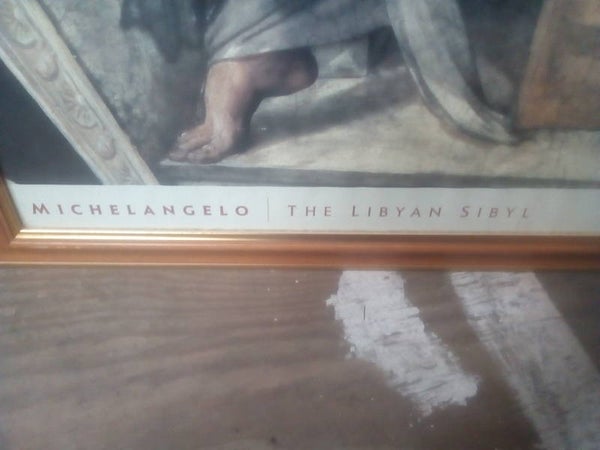 MICHELANGELO | THE LIBYAN SIBYL